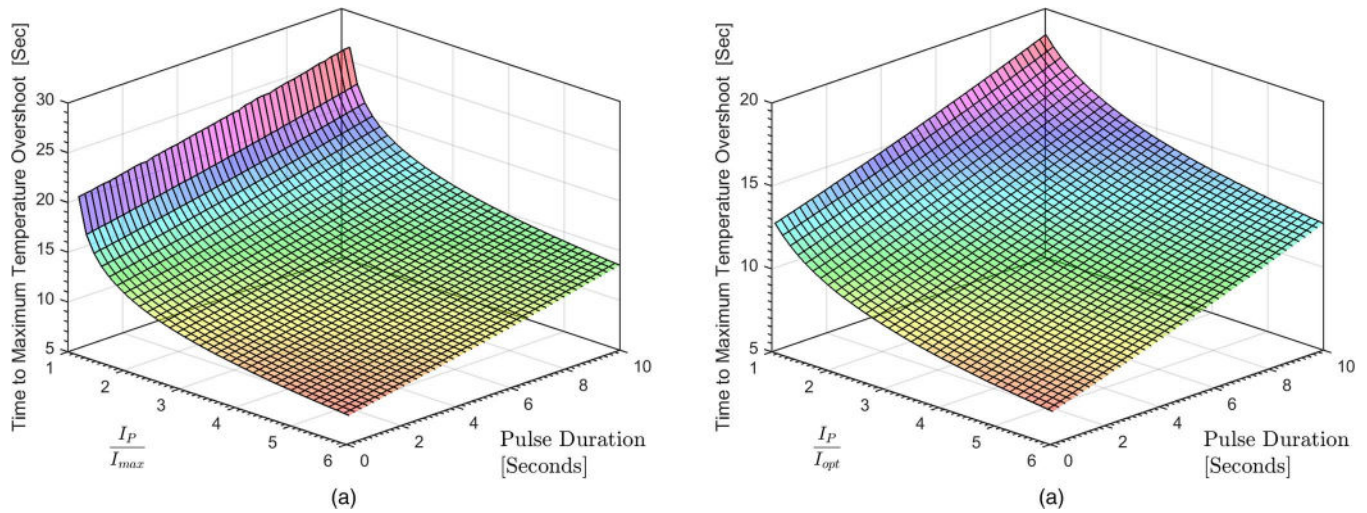 Time to Maximum Temperature Overshoot [Sec]
30
25
20
15
10
5
1
2
3
4
5
6
0
2
4
6
8
10
I_P
I_max
Pulse Duration
[Seconds]
(a)
Time to Maximum Temperature Overshoot [Sec]
20
15
10
5
1
2
3
4
5
6
0
2
4
6
8
10
I_P
I_opt
Pulse Duration
[Seconds]
(a)